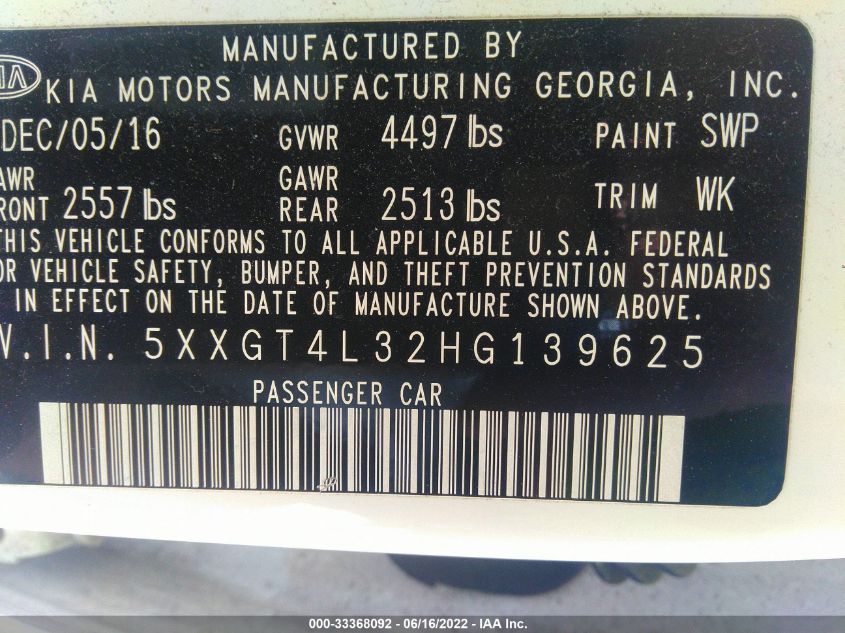 MANUFACTURED BY
KIA MOTORS MANUFACTURING GEORGIA, INC.
DEC/05/16 GVWR 4497 lbs PAINT SWP
AWR FRONT 2557 lbs GAWR REAR 2513 lbs TRIM WK
THIS VEHICLE CONFORMS TO ALL APPLICABLE U.S.A. FEDERAL
OR VEHICLE SAFETY, BUMPER, AND THEFT PREVENTION STANDARDS
IN EFFECT ON THE DATE OF MANUFACTURE SHOWN ABOVE.
V.I.N. 5XXGT4L32HG139625
PASSENGER CAR
000-33368092 - 06/16/2022 - IAA Inc.